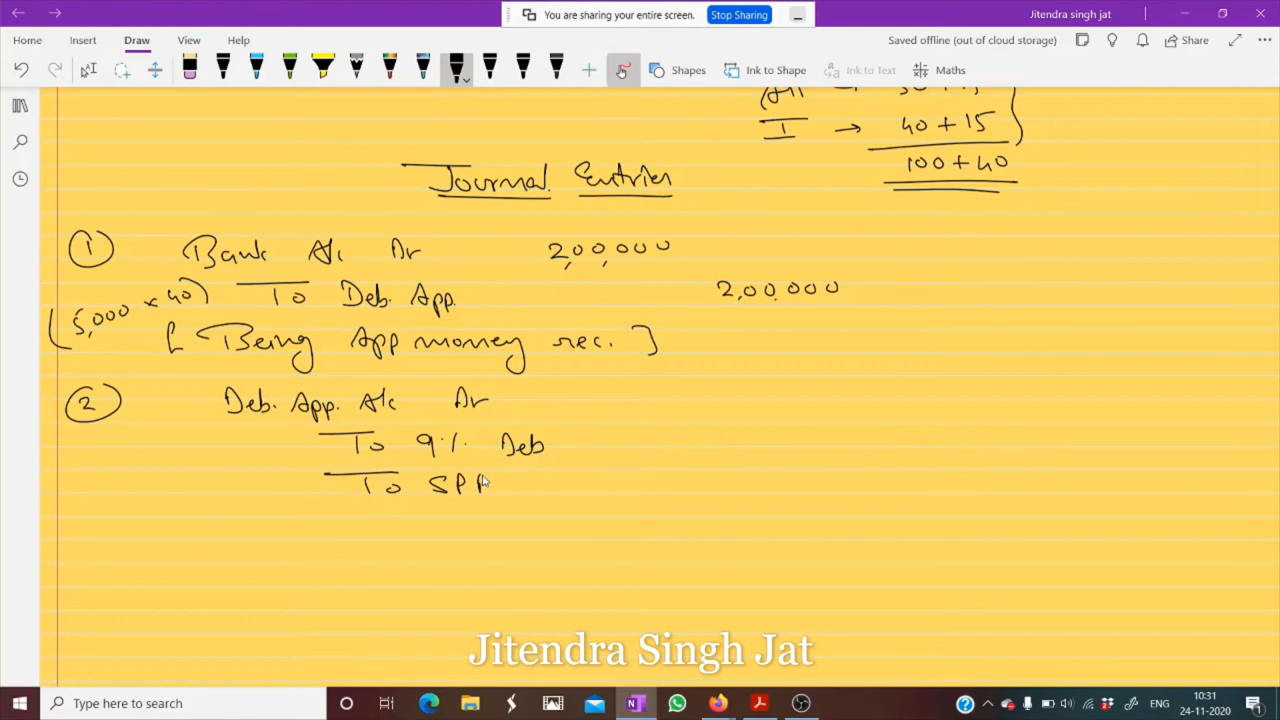 You are sharing your entire screen. Stop Sharing
Jitendra singh jat
Home Insert Draw View Help
Saved offline (out of cloud storage) Share
Shapes Ink to Shape Ink to Text Maths
I → 40 + 15
100 + 40
Journal Entries
① Bank A/c Dr 2,00,000
(5,000 × 40) To Deb. App. 2,00,000
[ Being App money rec. ]
② Deb. App. A/c Dr
To 9% Deb
To SPP
Jitendra Singh Jat
Type here to search
ENG
10:31
24-11-2020